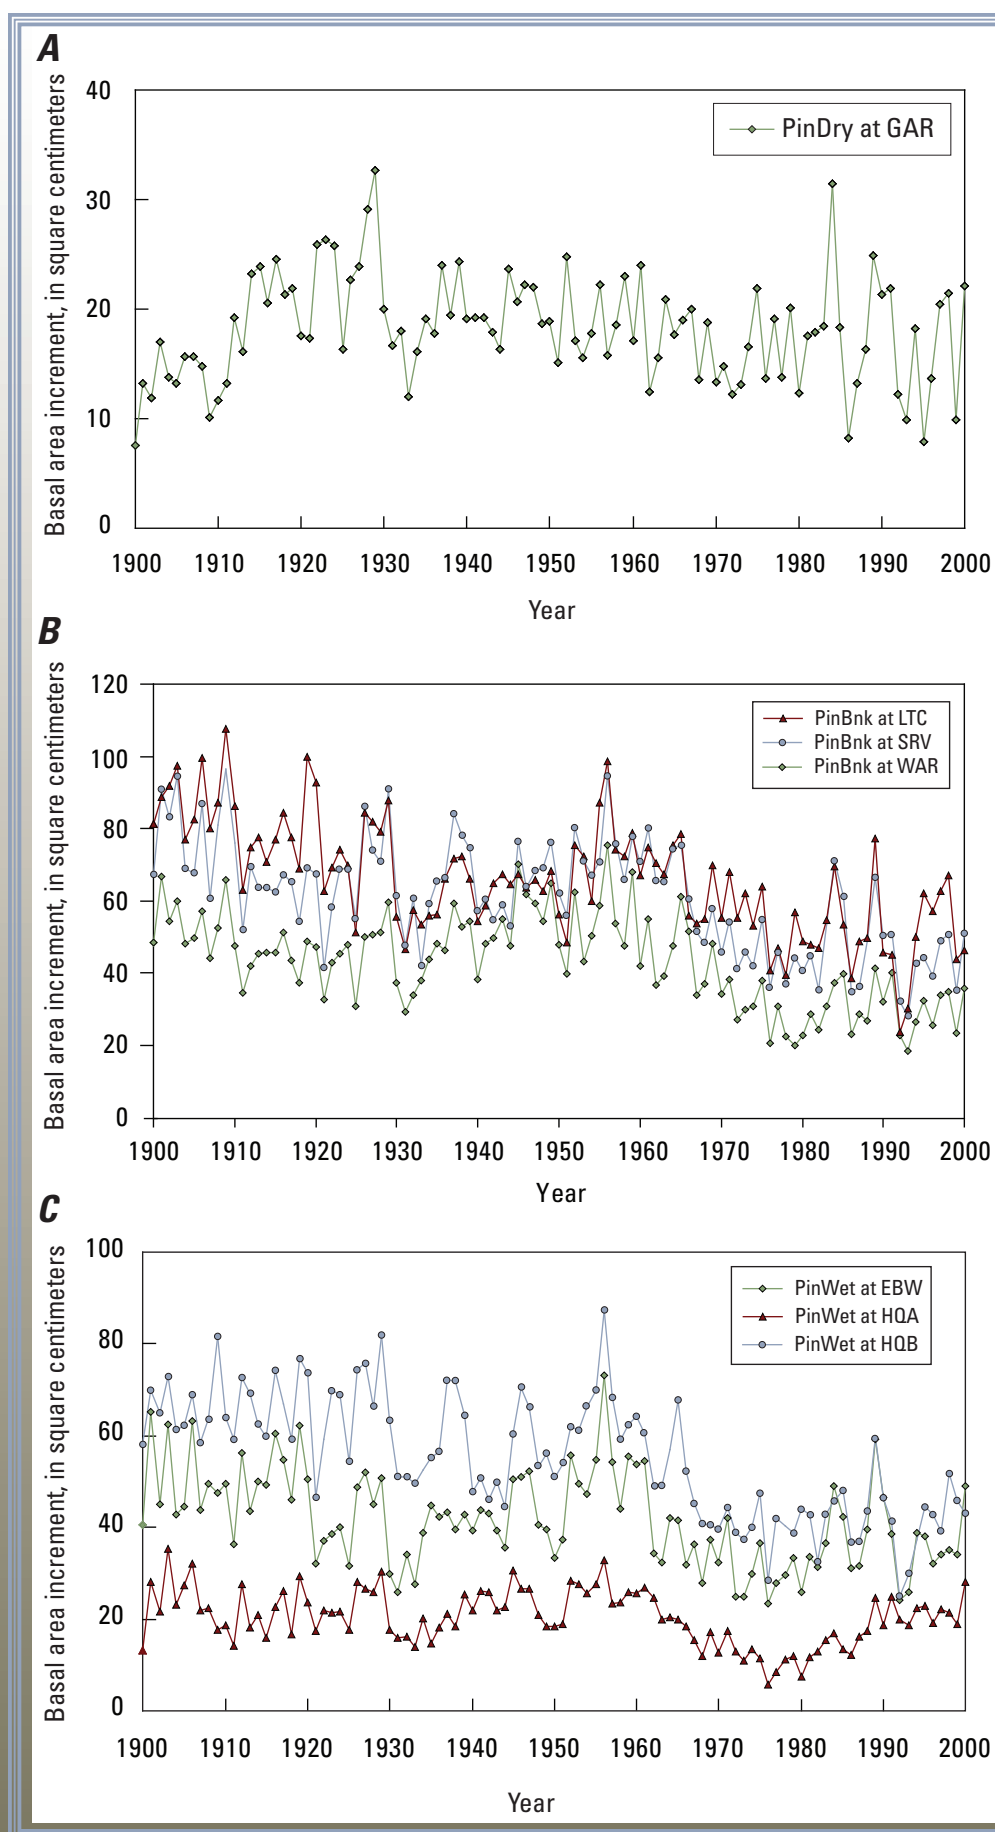 A
Basal area increment, in square centimeters
40
30
20
10
0
PinDry at GAR
1900 1910 1920 1930 1940 1950 1960 1970 1980 1990 2000
Year
B
Basal area increment, in square centimeters
120
100
80
60
40
20
0
PinBnk at LTC
PinBnk at SRV
PinBnk at WAR
1900 1910 1920 1930 1940 1950 1960 1970 1980 1990 2000
Year
C
Basal area increment, in square centimeters
100
80
60
40
20
0
PinWet at EBW
PinWet at HQA
PinWet at HQB
1900 1910 1920 1930 1940 1950 1960 1970 1980 1990 2000
Year